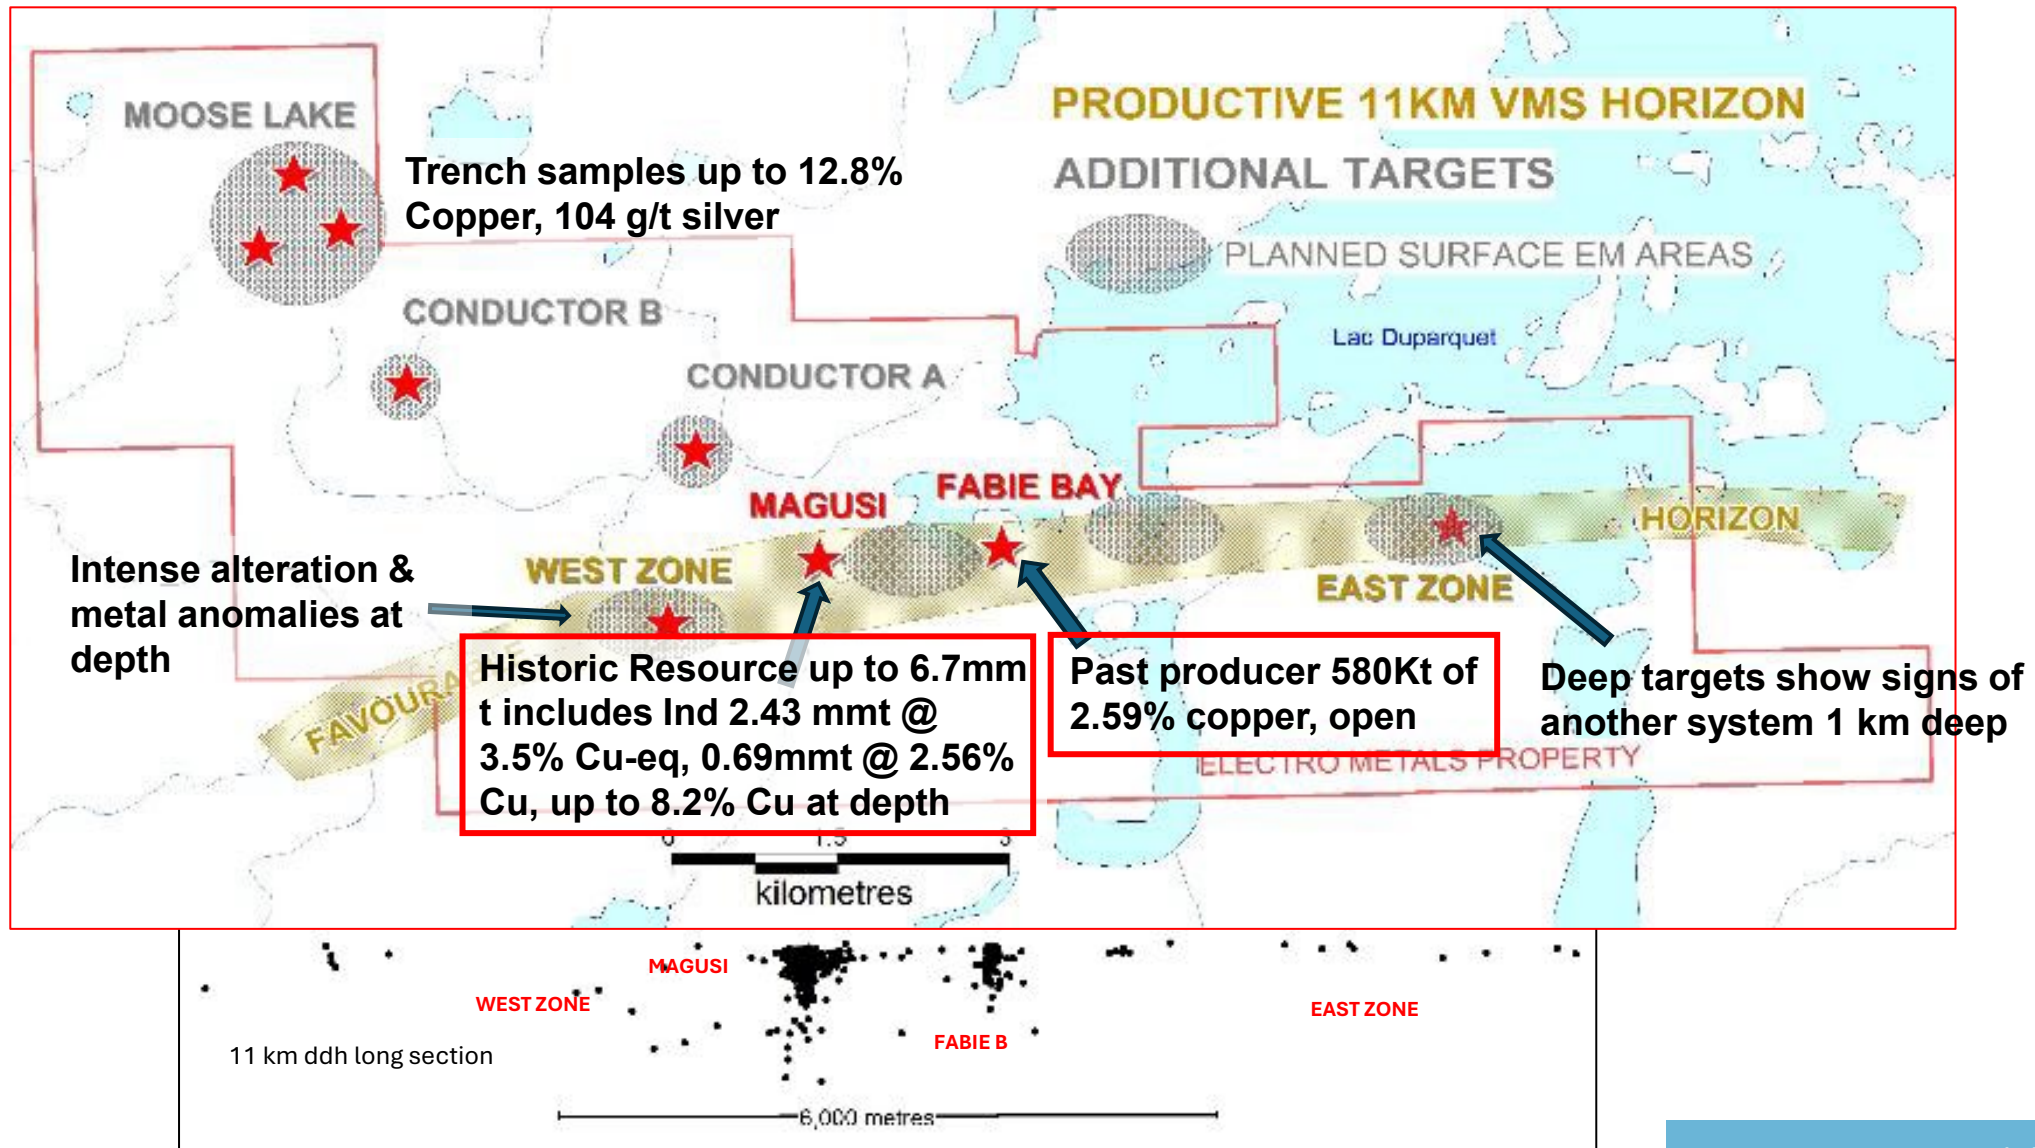 MOOSE LAKE
PRODUCTIVE 11KM VMS HORIZON
Trench samples up to 12.8%
Copper, 104 g/t silver
ADDITIONAL TARGETS
PLANNED SURFACE EM AREAS
CONDUCTOR B
Lac Duparquet
CONDUCTOR A
MAGUSI
FABIE BAY
HORIZON
Intense alteration &
metal anomalies at
depth
WEST ZONE
EAST ZONE
FAVOURABLE
Historic Resource up to 6.7mm
t includes Ind 2.43 mmt @
3.5% Cu-eq, 0.69mmt @ 2.56%
Cu, up to 8.2% Cu at depth
Past producer 580Kt of
2.59% copper, open
Deep targets show signs of
another system 1 km deep
ELECTRO METALS PROPERTY
0 1.5 3
kilometres
MAGUSI
WEST ZONE
EAST ZONE
FABIE B
11 km ddh long section
6,000 metres